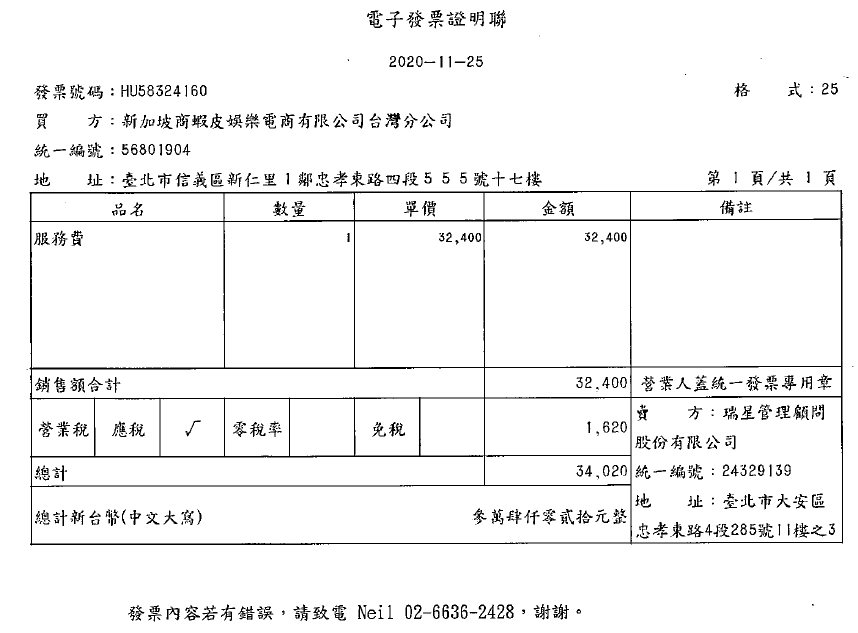 電子發票證明聯
2020-11-25
發票號碼：HU58324160
格　式：25
買　方：新加坡商蝦皮娛樂電商有限公司台灣分公司
統一編號：56801904
地　址：臺北市信義區新仁里1鄰忠孝東路四段５５５號十七樓
第 1 頁/共 1 頁
品名 數量 單價 金額 備註
服務費 1 32,400 32,400
銷售額合計 32,400 營業人蓋統一發票專用章
營業稅 應稅 √ 零稅率 免稅 1,620
總計 34,020
總計新台幣(中文大寫) 參萬肆仟零貳拾元整
賣　方：瑞星管理顧問
股份有限公司
統一編號：24329139
地　址：臺北市大安區
忠孝東路4段285號11樓之3
發票內容若有錯誤，請致電 Neil 02-6636-2428，謝謝。